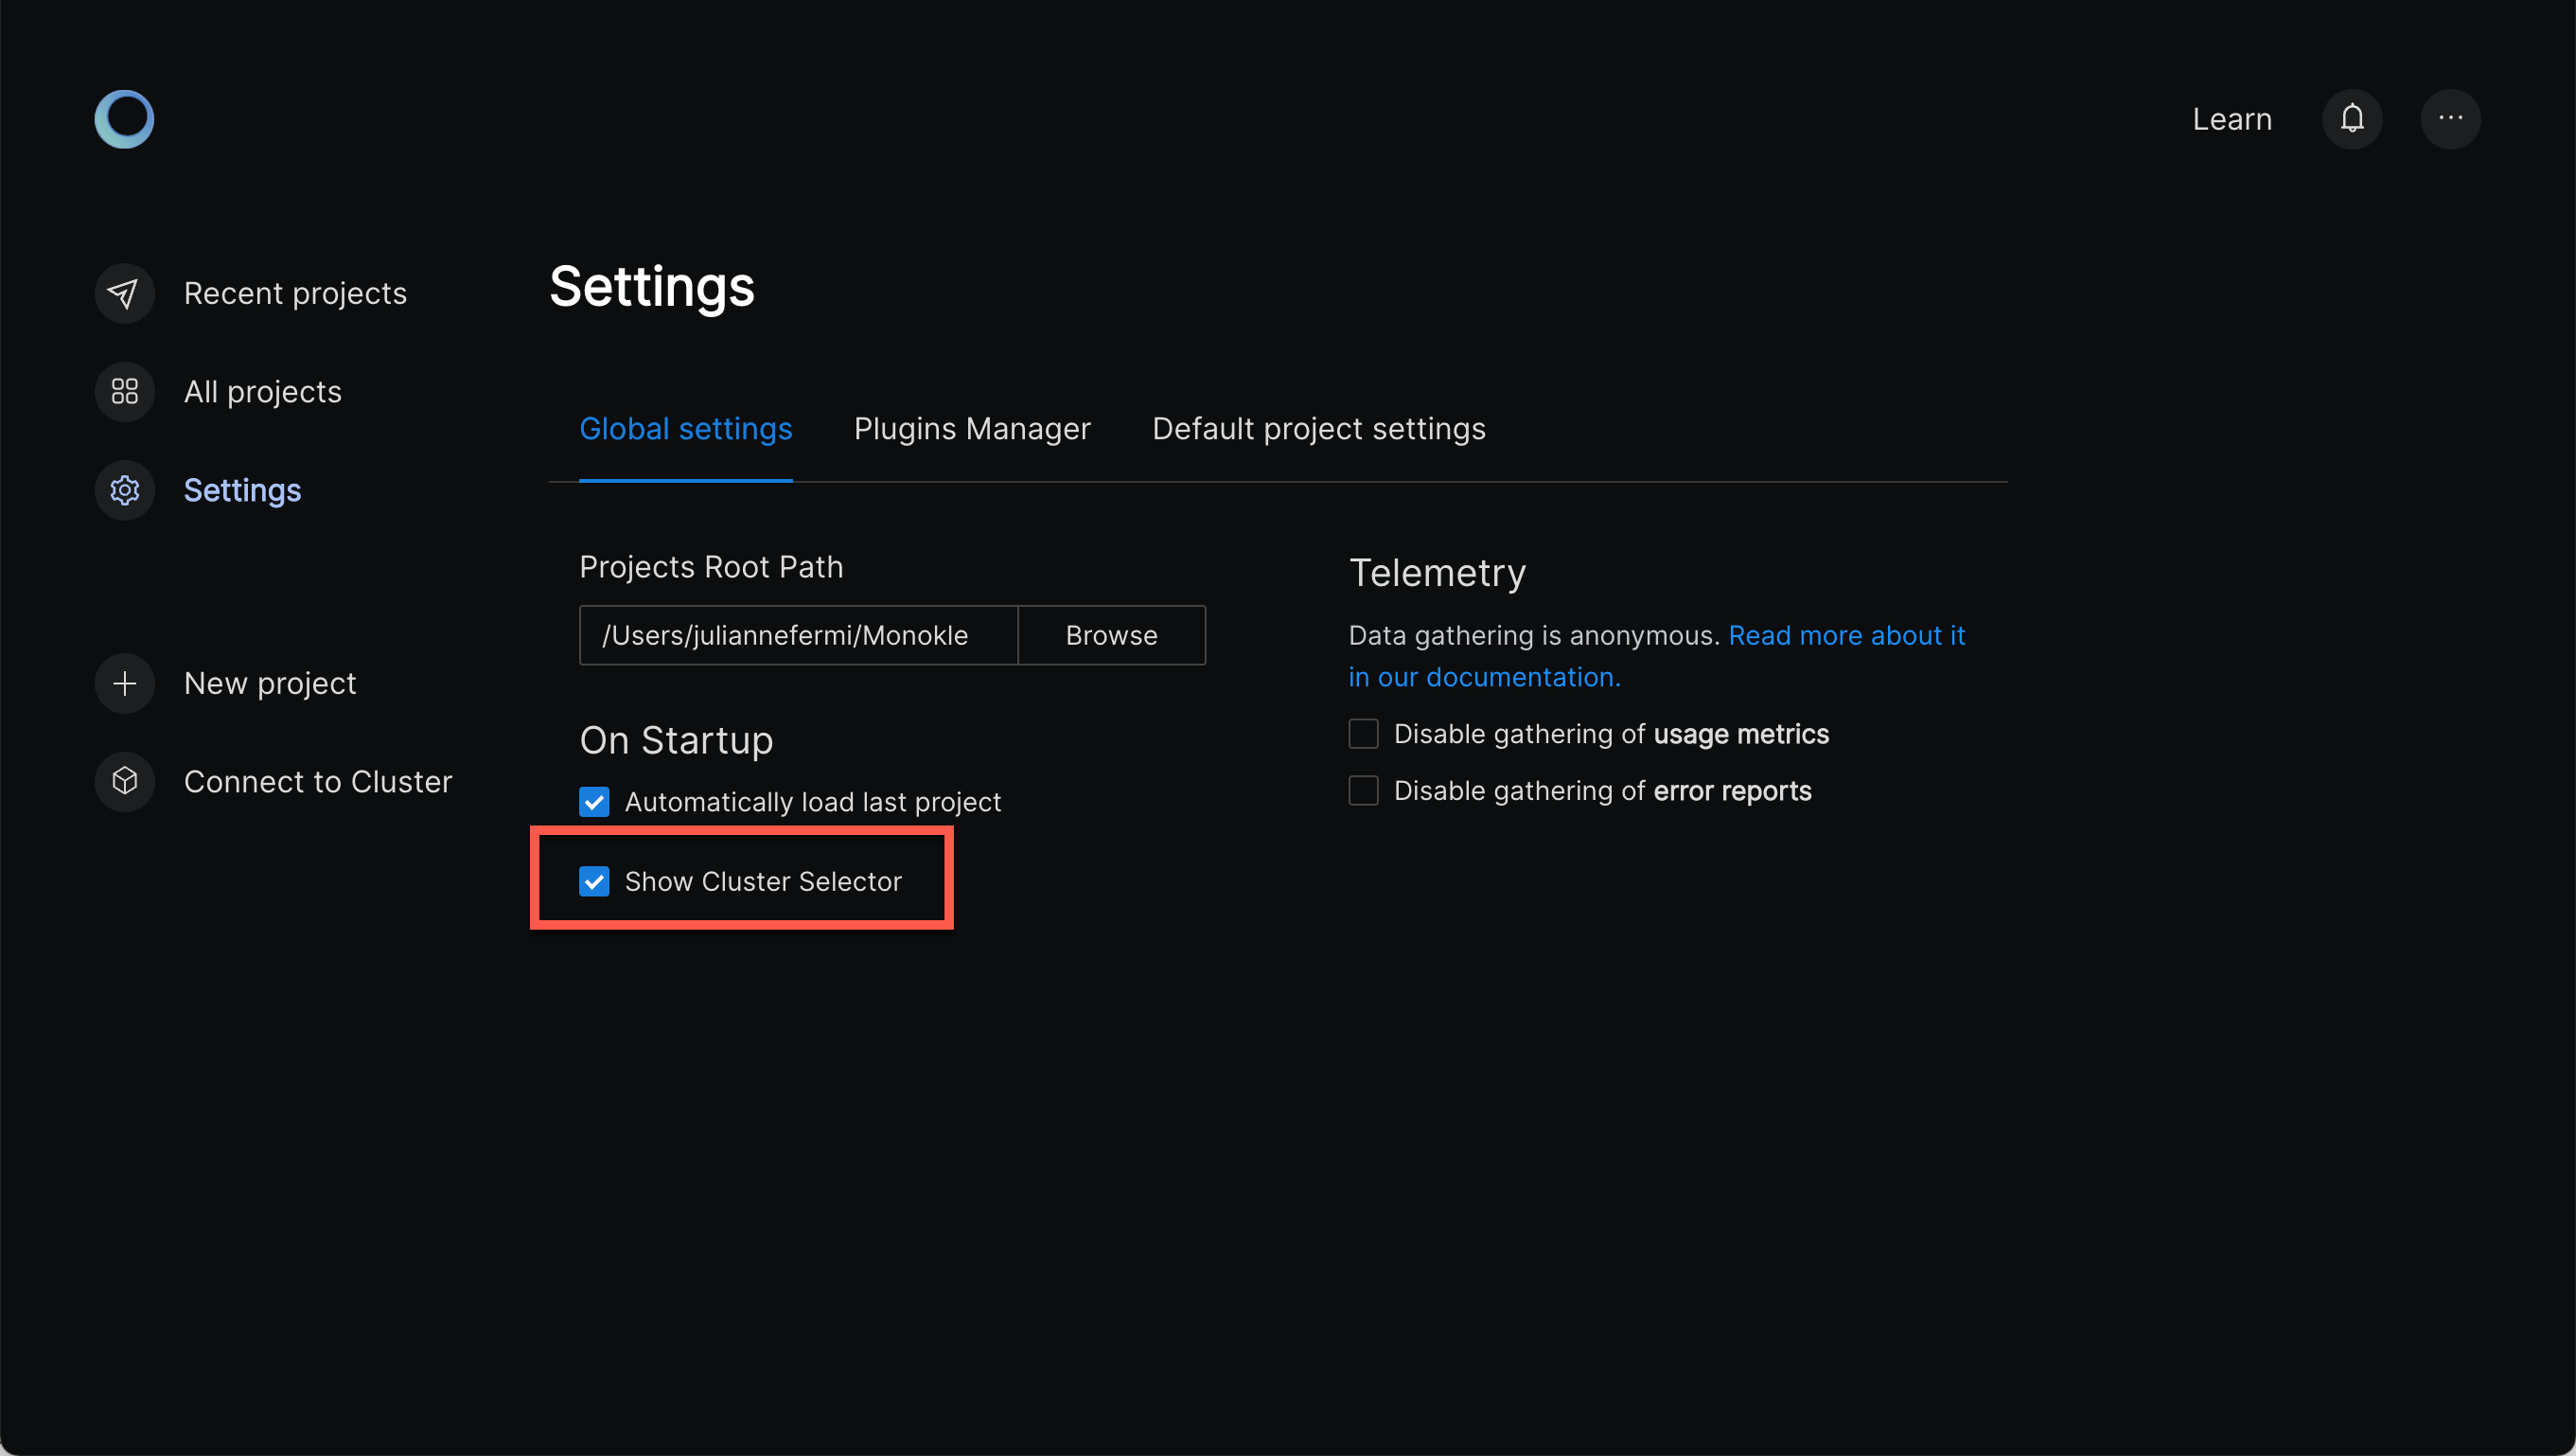 Learn
Recent projects
All projects
Settings
New project
Connect to Cluster
Settings
Global settings
Plugins Manager
Default project settings
Projects Root Path
/Users/juliannefermi/Monokle
Browse
On Startup
Automatically load last project
Show Cluster Selector
Telemetry
Data gathering is anonymous. Read more about it
in our documentation.
Disable gathering of usage metrics
Disable gathering of error reports